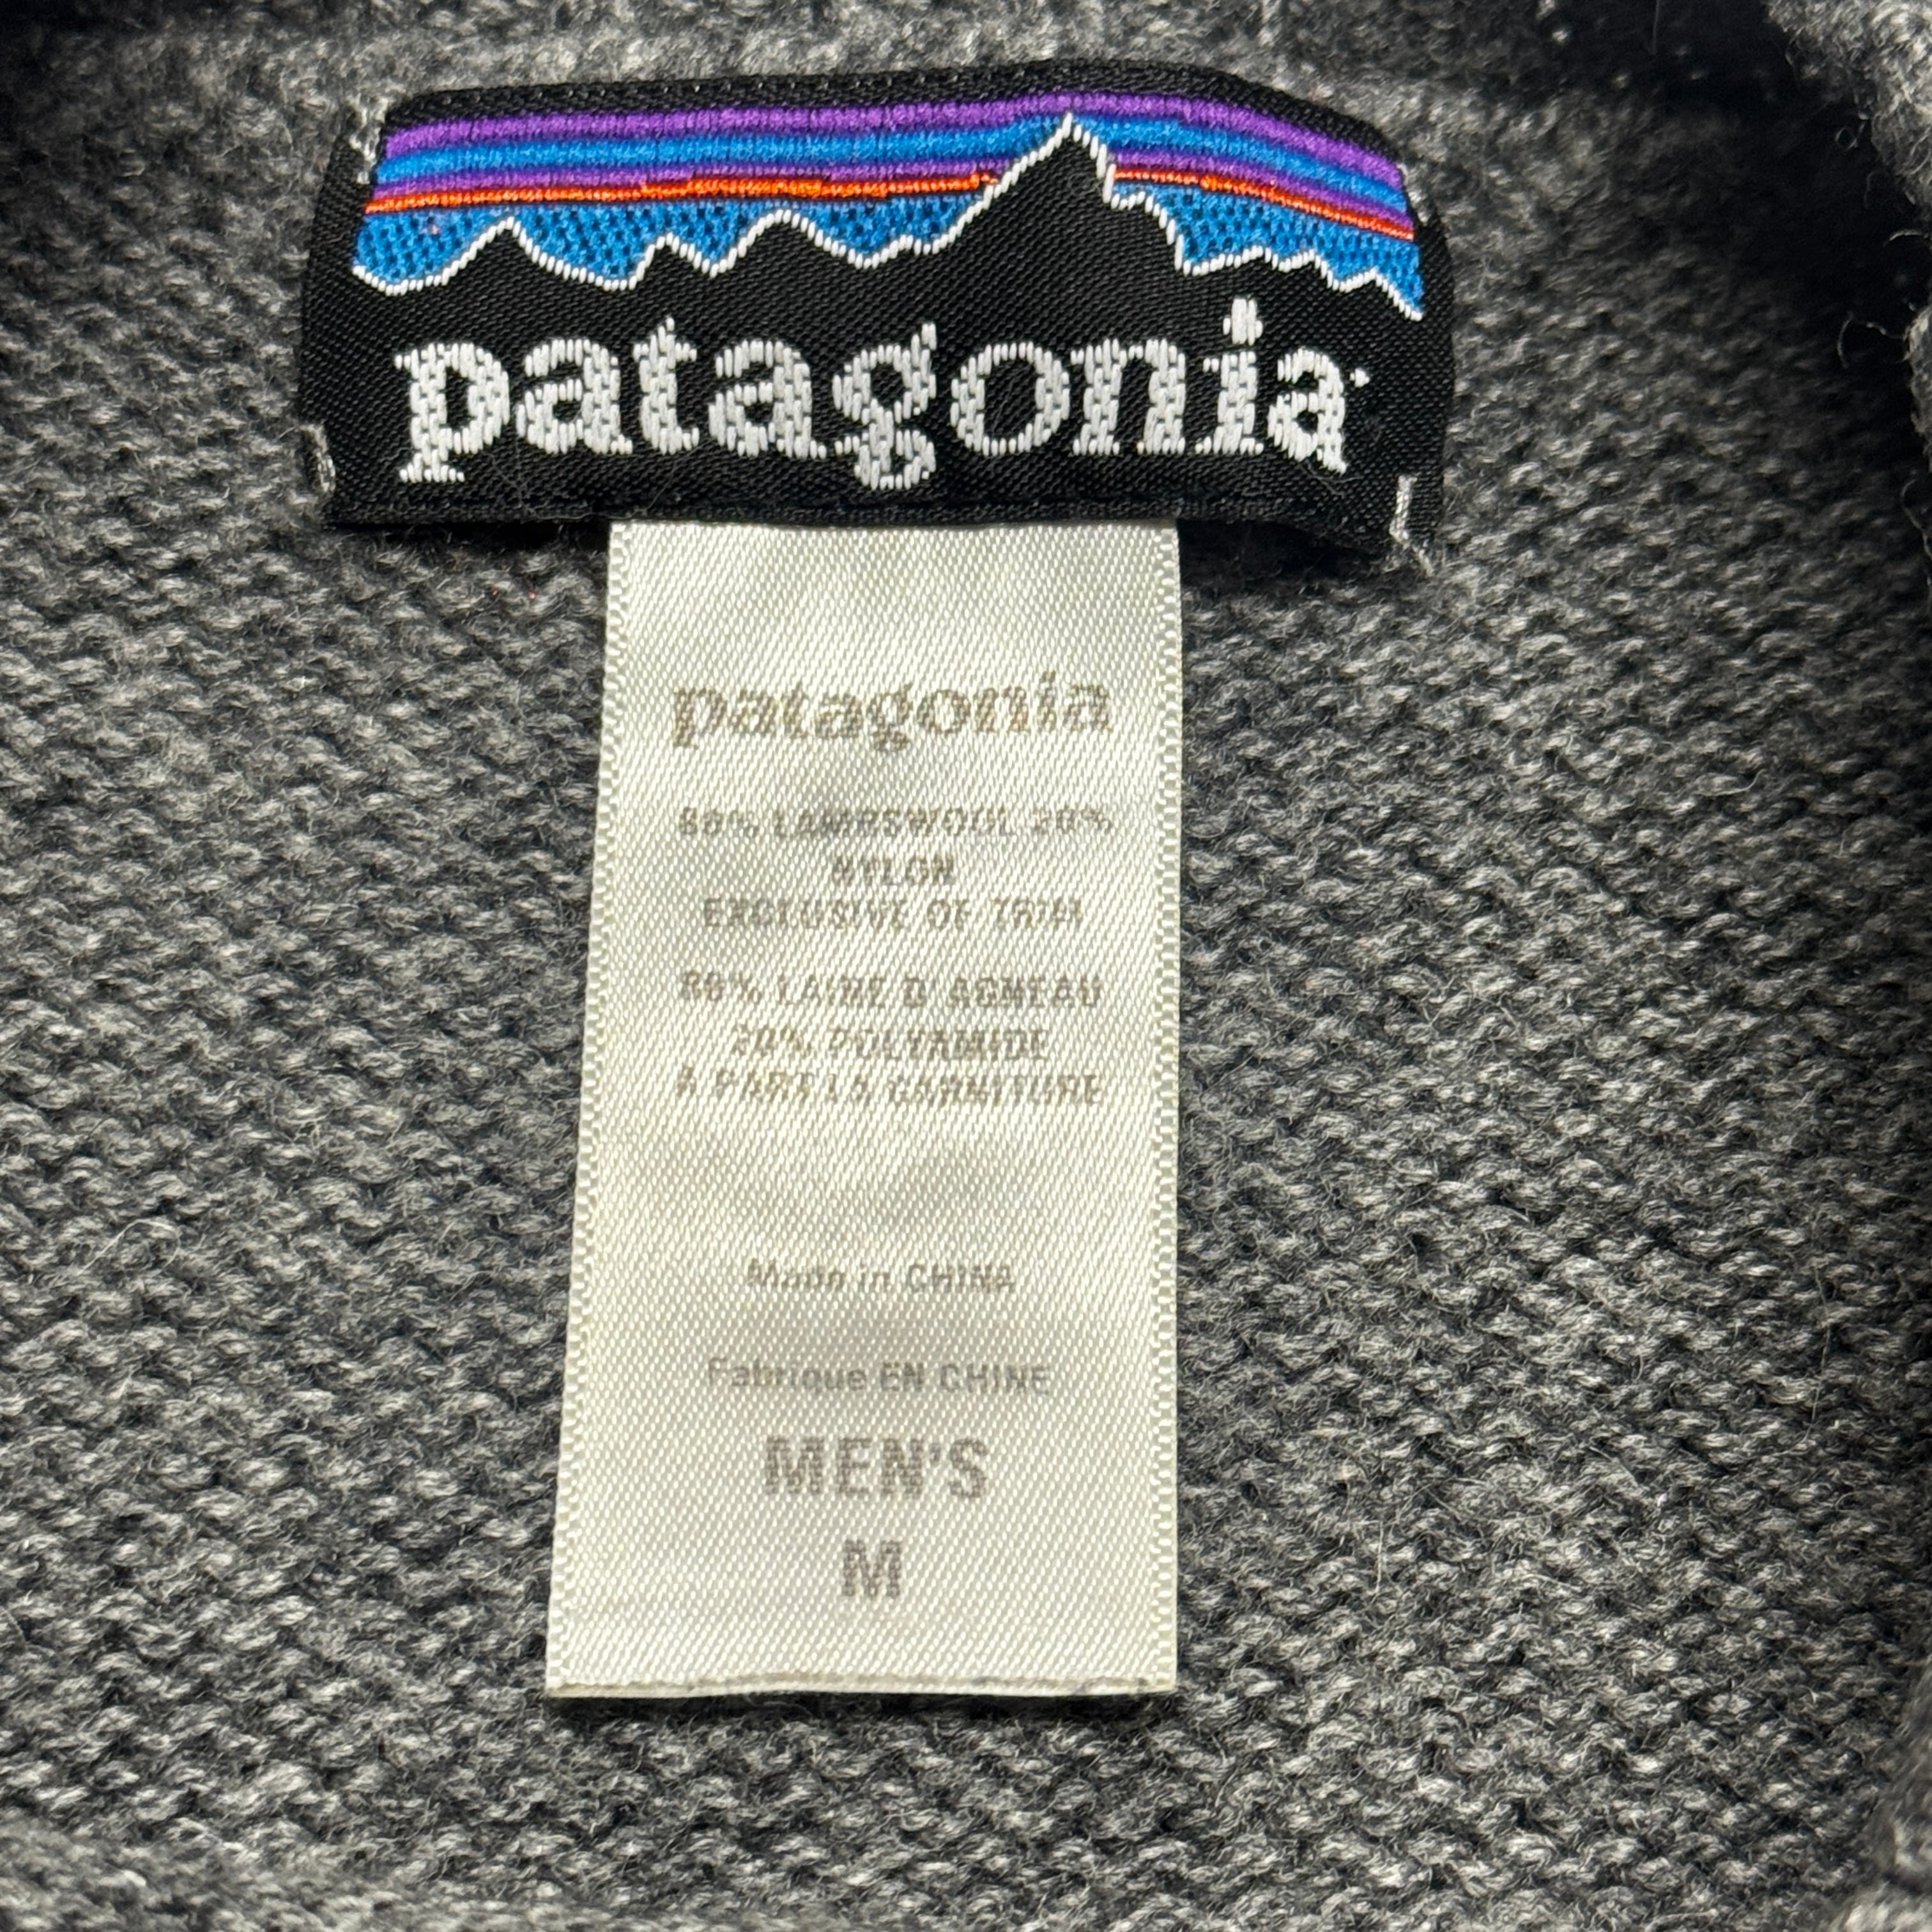 patagonia
patagonia
80% LAMBSWOOL 20%
NYLON
EXCLUSIVE OF TRIM
80% LAINE D'AGNEAU
20% POLYAMIDE
A PART LA GARNITURE
Made in CHINA
Fabrique EN CHINE
MEN'S
M